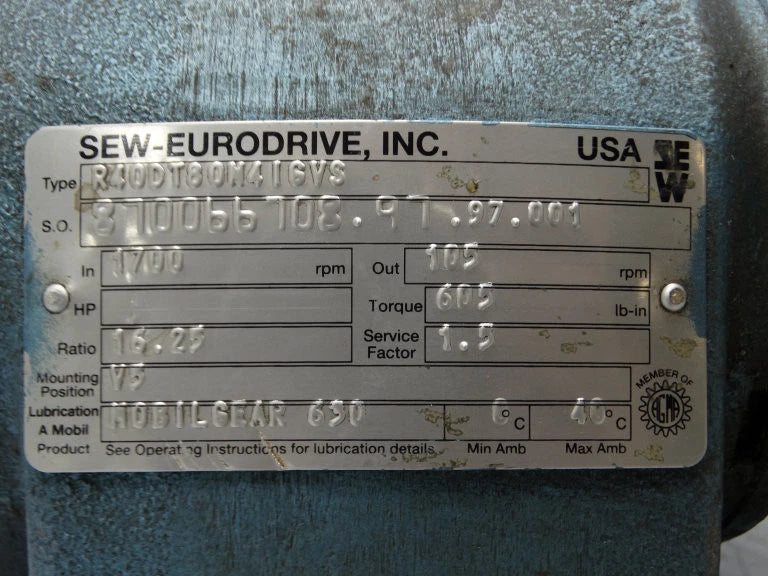 SEW-EURODRIVE, INC. USA SEW
Type R40DT80N4IGVS
S.O. 870066708.97.97.001
In 1700 rpm Out 105 rpm
HP Torque 605 lb-in
Ratio 16.25 Service Factor 1.5
Mounting Position V5
Lubrication A Mobil Product MOBILGEAR 630 0°C 40°C
See Operating Instructions for lubrication details Min Amb Max Amb
MEMBER OF AGMA